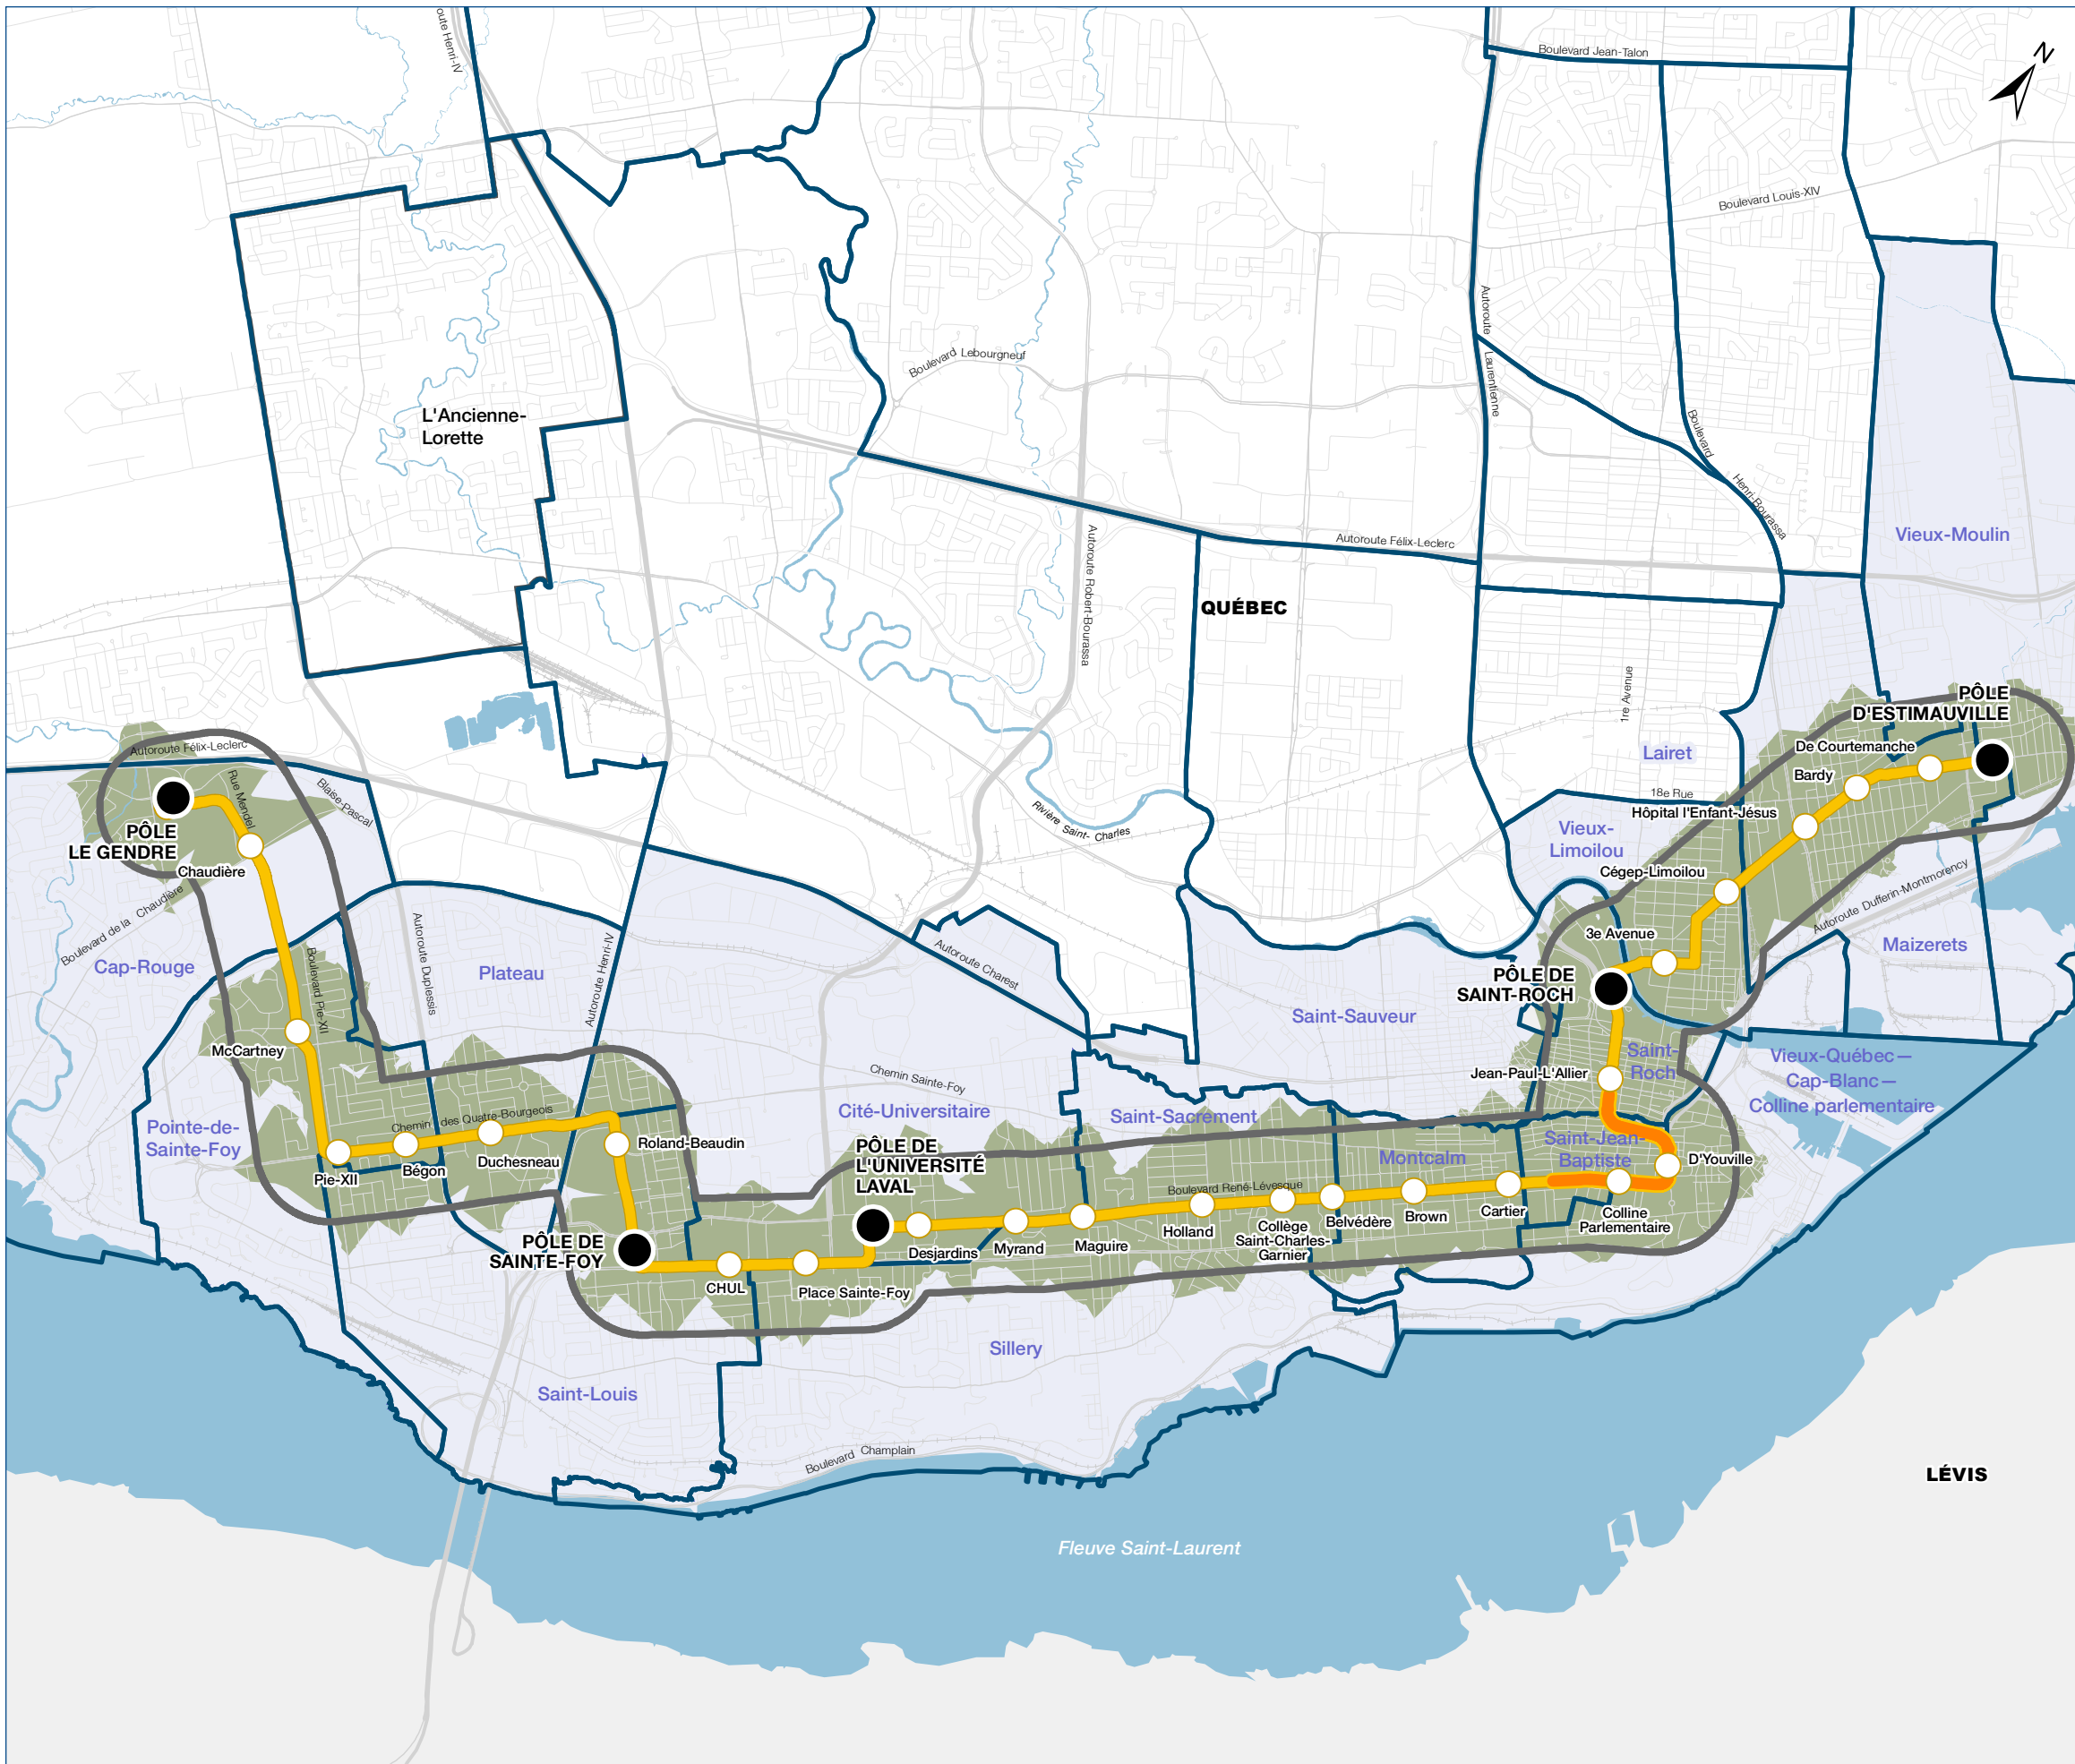 oute Henri-IV
Boulevard Jean-Talon
N
Boulevard Louis-XIV
Autoroute Laurentienne
Boulevard Lebourgneuf
L'Ancienne-
Lorette
Boulevard Henri-Bourassa
Autoroute Félix-Leclerc
Vieux-Moulin
Autoroute Robert-Bourassa
QUÉBEC
1re Avenue
PÔLE
D'ESTIMAUVILLE
De Courtemanche
Lairet
Bardy
18e Rue
Hôpital l'Enfant-Jésus
Autoroute Félix-Leclerc
Rue Mendel
Blaise-Pascal
PÔLE
LE GENDRE
Chaudière
Boulevard de la Chaudière
Rivière Saint- Charles
Vieux-
Limoilou
Cégep-Limoilou
Autoroute Dufferin-Montmorency
3e Avenue
Maizerets
Cap-Rouge
Boulevard Pie-XII
Autoroute Duplessis
Plateau
Autoroute Henri-IV
Autoroute Charest
PÔLE DE
SAINT-ROCH
Saint-Sauveur
McCartney
Saint-
Roch
Vieux-Québec—
Cap-Blanc—
Colline parlementaire
Jean-Paul-L'Allier
Chemin Sainte-Foy
Cité-Universitaire
Saint-Sacrement
Pointe-de-
Sainte-Foy
Chemin des Quatre-Bourgeois
Roland-Beaudin
Saint-Jean-
Baptiste
D'Youville
Montcalm
PÔLE DE
L'UNIVERSITÉ
LAVAL
Pie-XII
Bégon
Duchesneau
Boulevard René-Lévesque
PÔLE DE
SAINTE-FOY
Desjardins
Myrand
Maguire
Holland
Collège
Saint-Charles-
Garnier
Belvédère
Brown
Cartier
Colline
Parlementaire
CHUL
Place Sainte-Foy
Sillery
Saint-Louis
Boulevard Champlain
LÉVIS
Fleuve Saint-Laurent